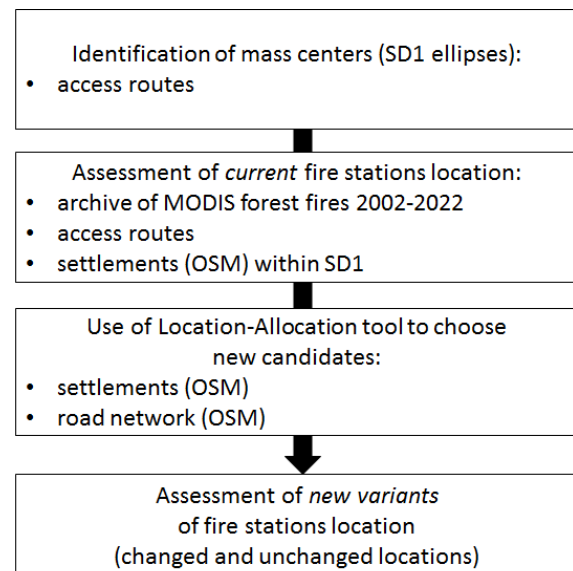 Identification of mass centers (SD1 ellipses):
• access routes
Assessment of current fire stations location:
• archive of MODIS forest fires 2002-2022
• access routes
• settlements (OSM) within SD1
Use of Location-Allocation tool to choose
new candidates:
• settlements (OSM)
• road network (OSM)
Assessment of new variants
of fire stations location
(changed and unchanged locations)